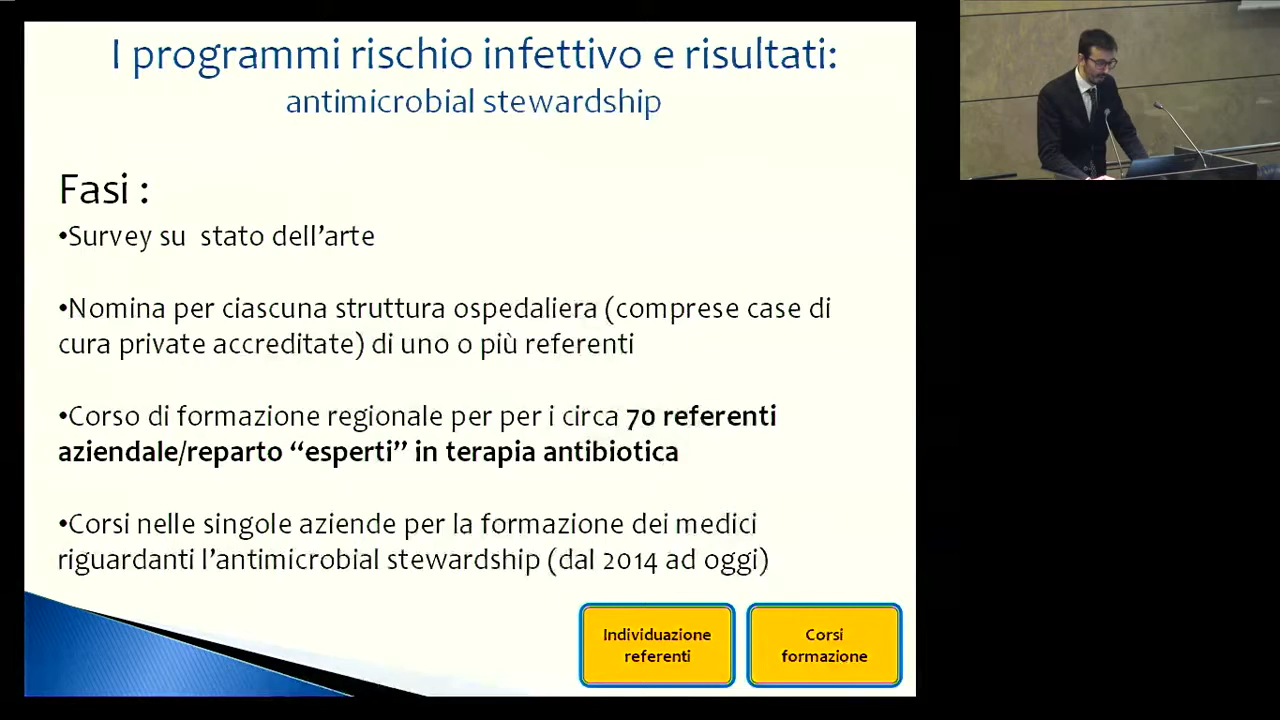 I programmi rischio infettivo e risultati:
antimicrobial stewardship
Fasi :
•Survey su stato dell'arte
•Nomina per ciascuna struttura ospedaliera (comprese case di
cura private accreditate) di uno o più referenti
•Corso di formazione regionale per per i circa 70 referenti
aziendale/reparto “esperti” in terapia antibiotica
•Corsi nelle singole aziende per la formazione dei medici
riguardanti l'antimicrobial stewardship (dal 2014 ad oggi)
Individuazione
referenti
Corsi
formazione